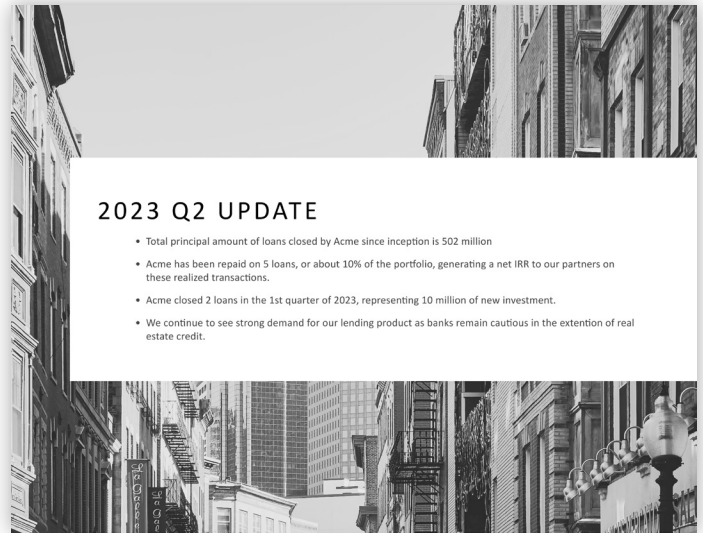 2023 Q2 UPDATE
• Total principal amount of loans closed by Acme since inception is 502 million
• Acme has been repaid on 5 loans, or about 10% of the portfolio, generating a net IRR to our partners on
these realized transactions.
• Acme closed 2 loans in the 1st quarter of 2023, representing 10 million of new investment.
• We continue to see strong demand for our lending product as banks remain cautious in the extention of real
estate credit.